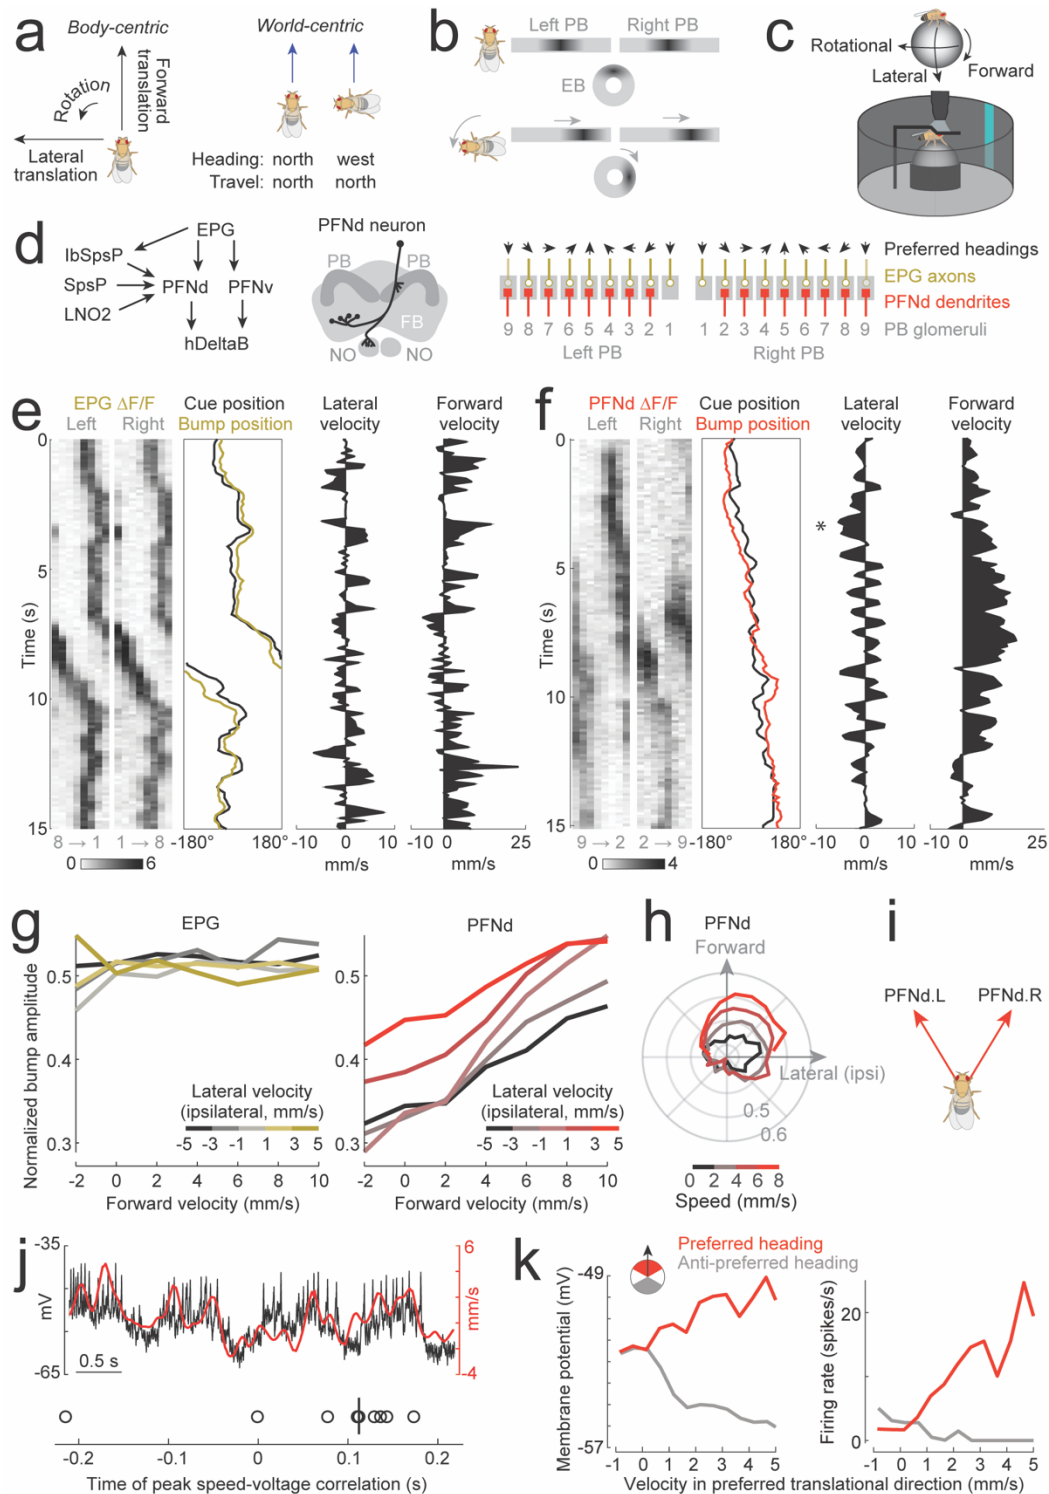 a
Body-centric
Forward translation
Rotation
Lateral translation
World-centric
Heading: north west
Travel: north north
b
Left PB
Right PB
EB
c
Rotational
Lateral
Forward
d
EPG
IbSpsP
SpsP
LNO2
PFNd
PFNv
hDeltaB
PFNd neuron
PB
PB
FB
NO
NO
Preferred headings
EPG axons
PFNd dendrites
PB glomeruli
9 8 7 6 5 4 3 2 1
1 2 3 4 5 6 7 8 9
Left PB
Right PB
e
EPG ΔF/F
Left Right
Cue position
Bump position
Lateral velocity
Forward velocity
Time (s)
0
5
10
15
8 → 1 1 → 8
0 6
-180° 180°
-10 0 10
mm/s
-10 0 25
mm/s
f
PFNd ΔF/F
Left Right
Cue position
Bump position
Lateral velocity
Forward velocity
*
Time (s)
0
5
10
15
9 → 2 2 → 9
0 4
-180° 180°
-10 0 10
mm/s
-10 0 25
mm/s
g
EPG
Normalized bump amplitude
0.5
0.4
0.3
Lateral velocity
(ipsilateral, mm/s)
-5 -3 -1 1 3 5
-2 0 2 4 6 8 10
Forward velocity (mm/s)
PFNd
0.5
0.4
0.3
Lateral velocity
(ipsilateral, mm/s)
-5 -3 -1 1 3 5
-2 0 2 4 6 8 10
Forward velocity (mm/s)
h
PFNd
Forward
Lateral (ipsi)
0.5
0.6
0 2 4 6 8
Speed (mm/s)
i
PFNd.L PFNd.R
j
-35
mV
-65
6
mm/s
-4
0.5 s
-0.2 -0.1 0 0.1 0.2
Time of peak speed-voltage correlation (s)
k
Preferred heading
Anti-preferred heading
Membrane potential (mV)
-49
-57
-1 0 1 2 3 4 5
Firing rate (spikes/s)
20
0
-1 0 1 2 3 4 5
Velocity in preferred translational direction (mm/s)